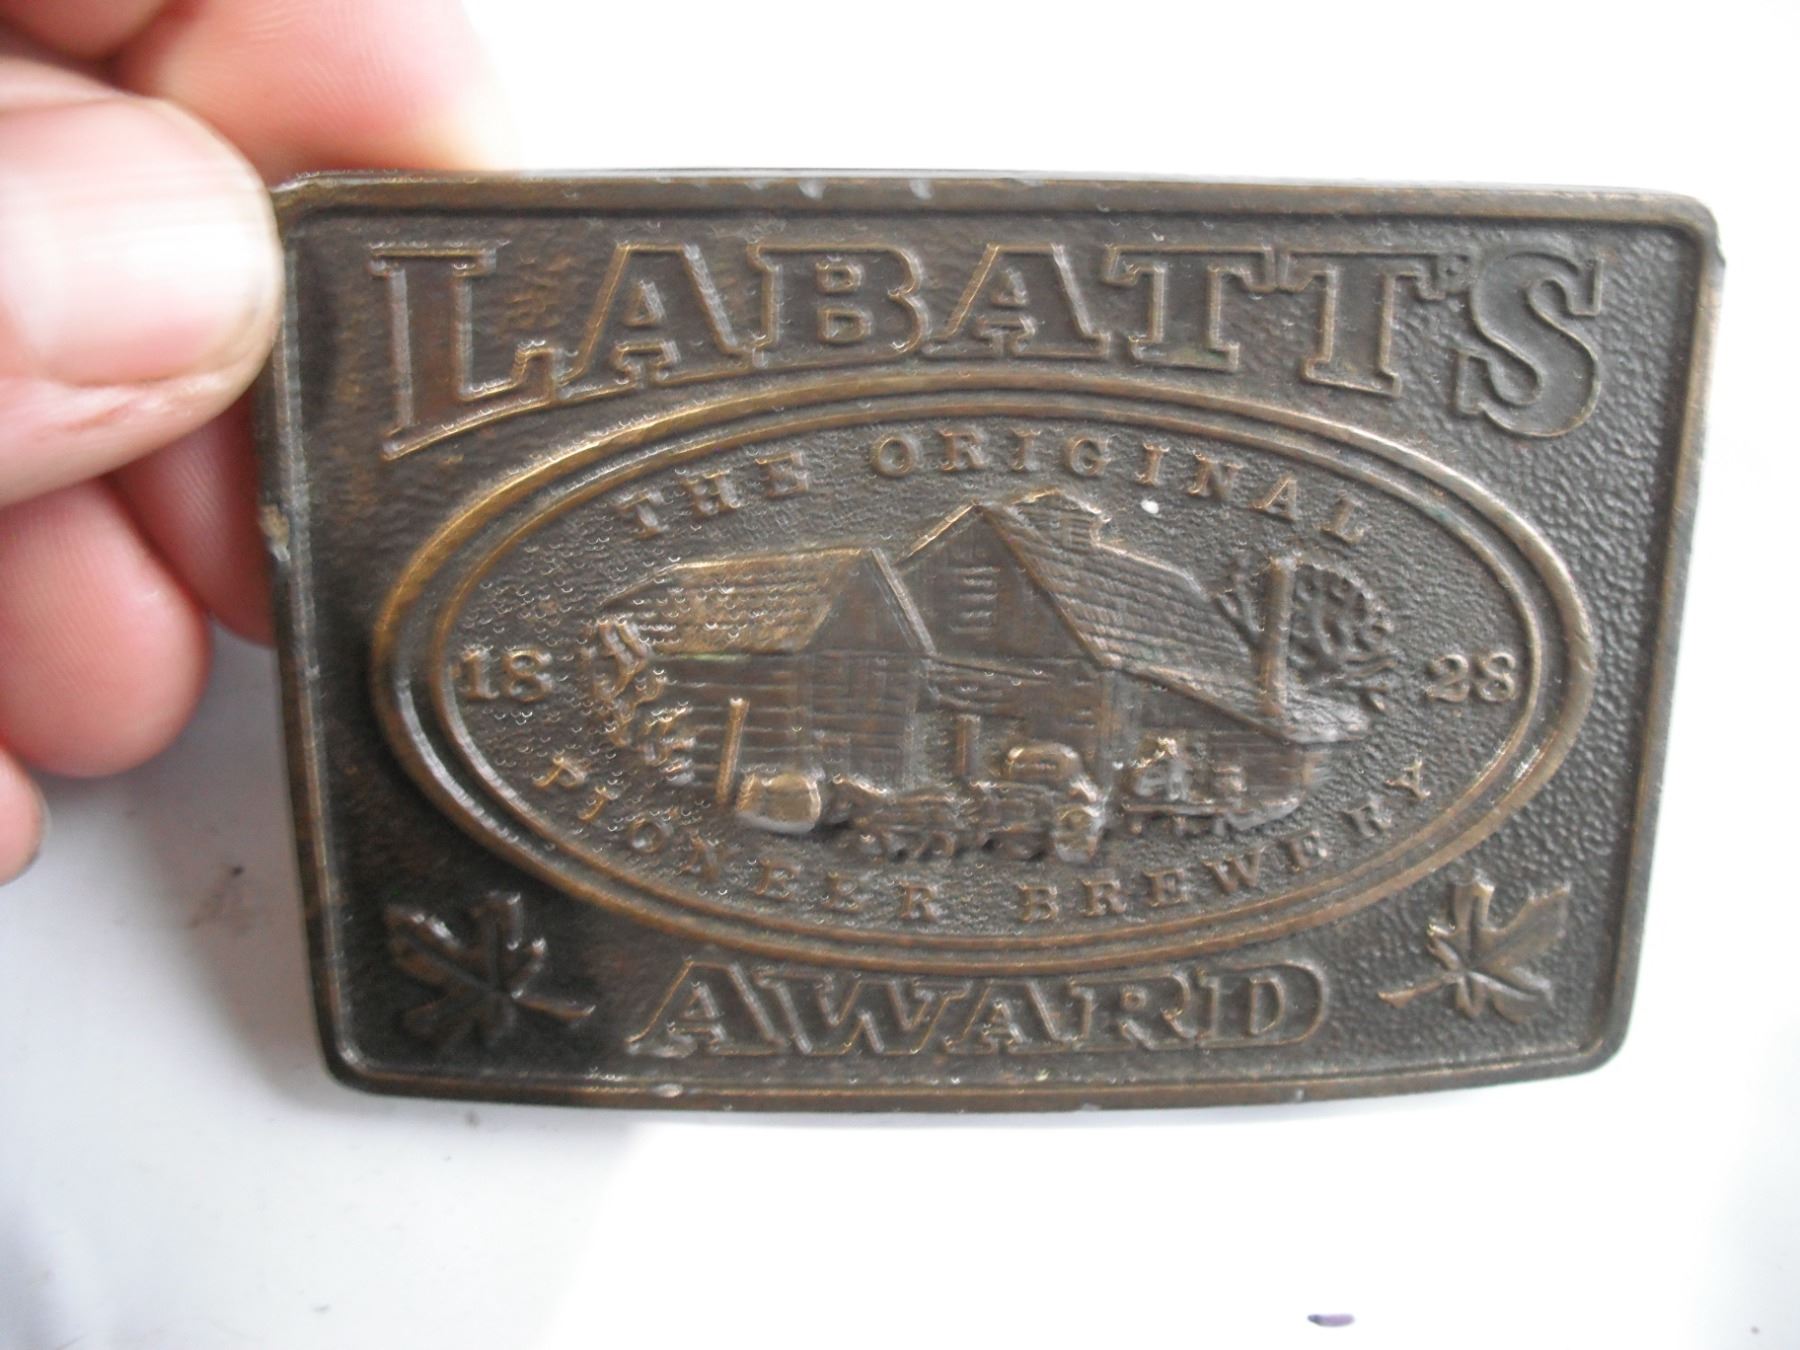 LABATT'S
THE ORIGINAL
18 28
PIONEER BREWERY
AWARD